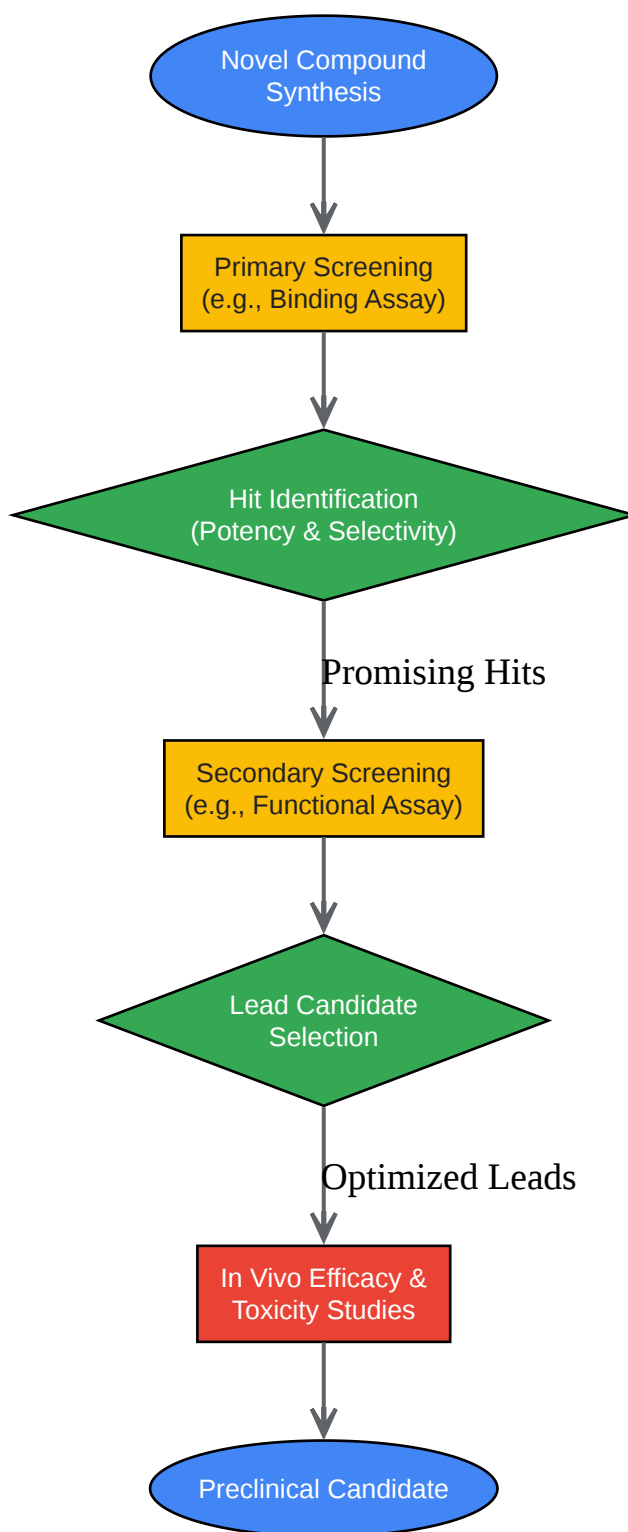 Novel Compound
Synthesis
Primary Screening
(e.g., Binding Assay)
Hit Identification
(Potency & Selectivity)
Promising Hits
Secondary Screening
(e.g., Functional Assay)
Lead Candidate
Selection
Optimized Leads
In Vivo Efficacy &
Toxicity Studies
Preclinical Candidate